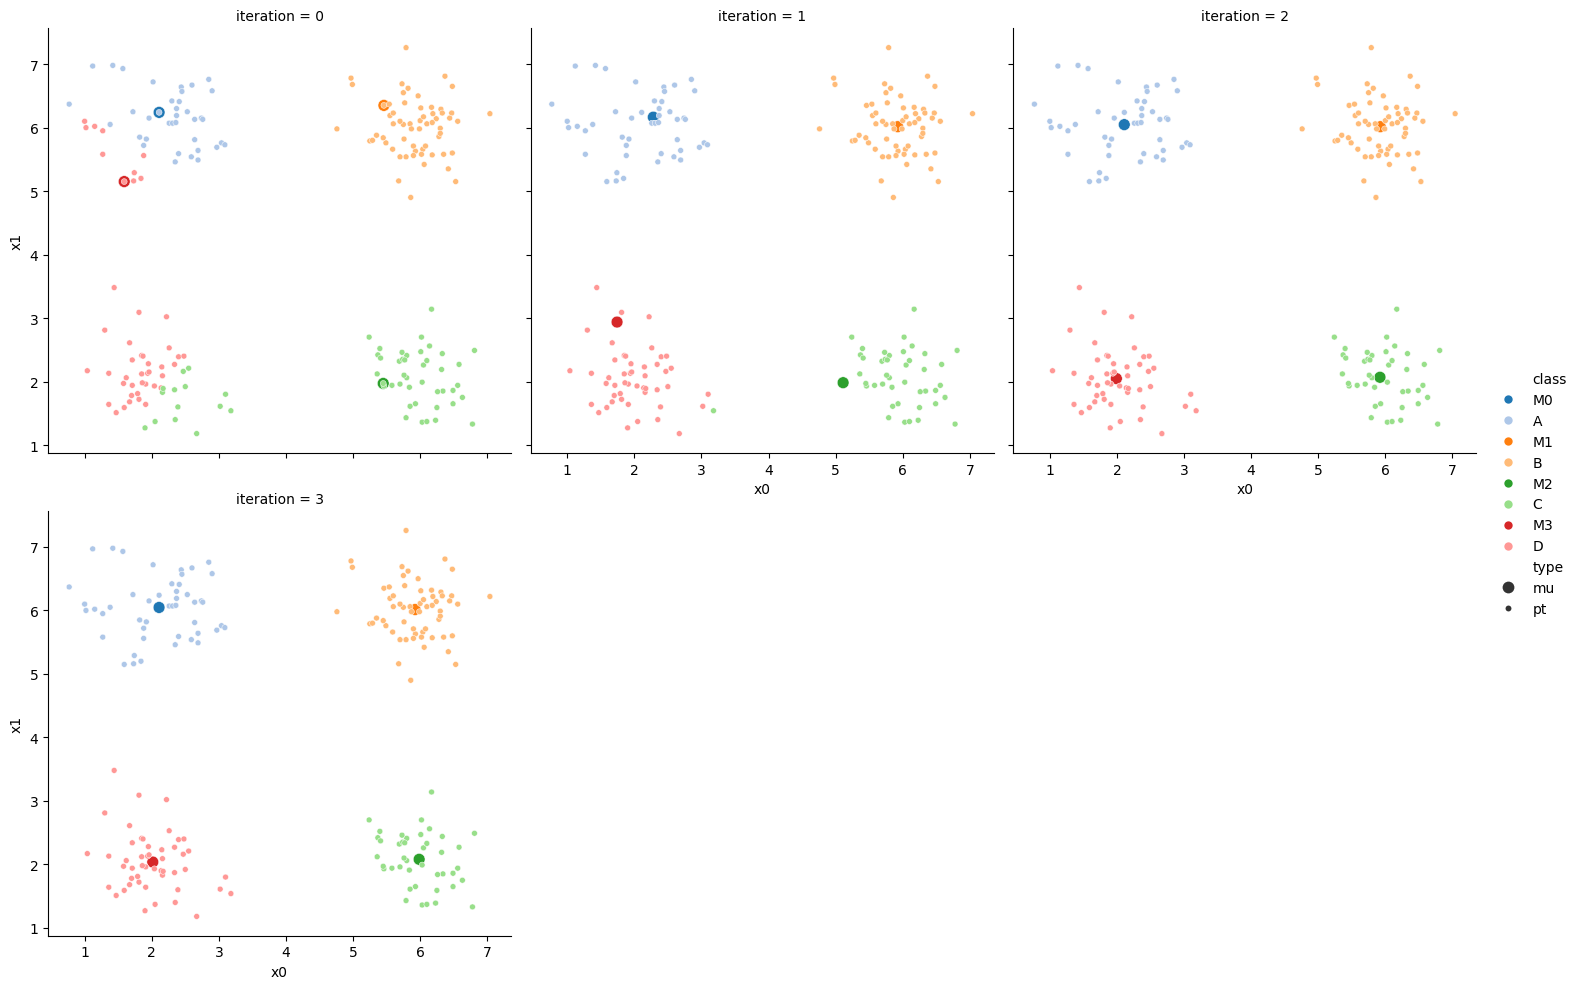 iteration = 0
iteration = 1
iteration = 2
7
6
5
4
3
2
1
x1
1 2 3 4 5 6 7
x0
1 2 3 4 5 6 7
x0
class
M0
A
M1
B
M2
C
M3
D
type
mu
pt
iteration = 3
7
6
5
4
3
2
1
x1
1 2 3 4 5 6 7
x0